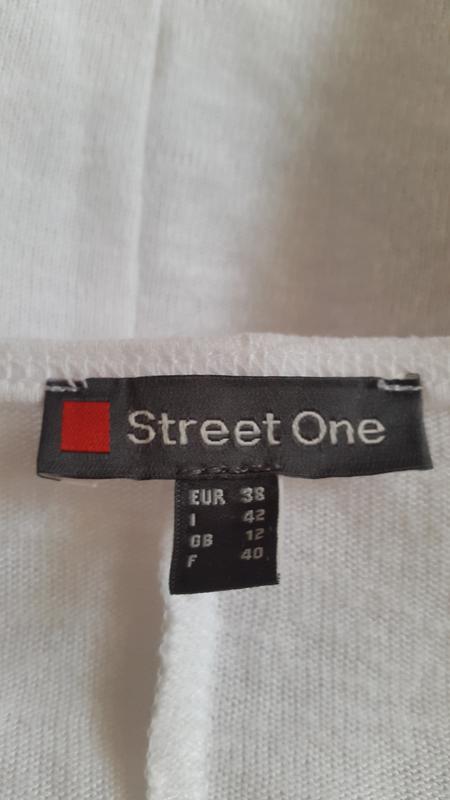 Street One
EUR 38
I 42
GB 12
F 40